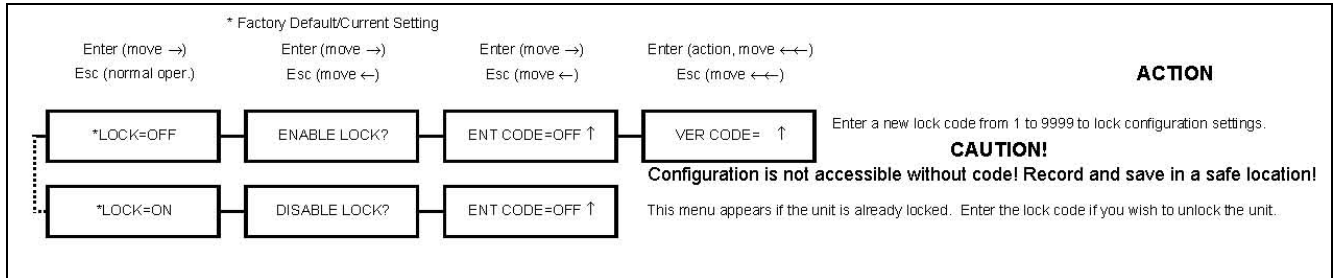 * Factory Default/Current Setting
Enter (move →) Enter (move →) Enter (move →) Enter (action, move ←←)
Esc (normal oper.) Esc (move ←) Esc (move ←) Esc (move ←←)
ACTION
*LOCK=OFF ENABLE LOCK? ENT CODE=OFF ↑ VER CODE= ↑ Enter a new lock code from 1 to 9999 to lock configuration settings.
CAUTION!
Configuration is not accessible without code! Record and save in a safe location!
*LOCK=ON DISABLE LOCK? ENT CODE=OFF ↑ This menu appears if the unit is already locked. Enter the lock code if you wish to unlock the unit.